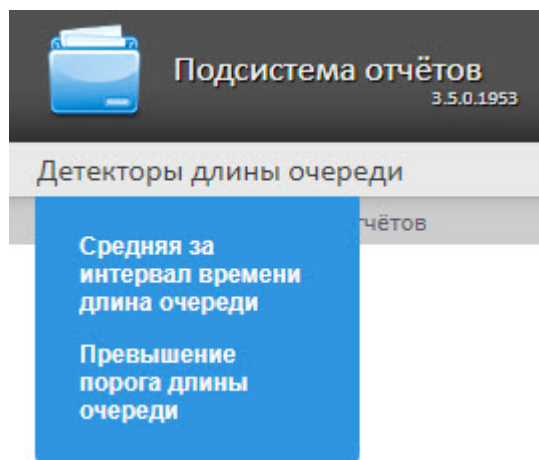 Подсистема отчётов
3.5.0.1953
Детекторы длины очереди
Средняя за
интервал времени
длина очереди
Превышение
порога длины
очереди